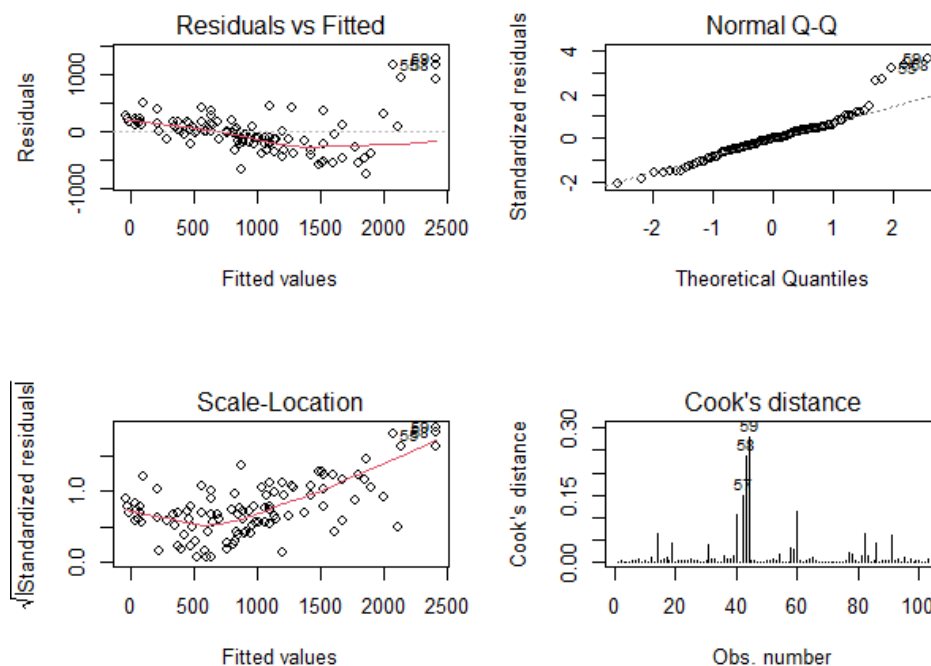 Residuals vs Fitted
Residuals
-1000 0 1000
59
0 500 1000 1500 2000 2500
Fitted values
Normal Q-Q
Standardized residuals
-2 0 2 4
59
-2 -1 0 1 2
Theoretical Quantiles
Scale-Location
√|Standardized residuals|
0.0 1.0
0 500 1000 1500 2000 2500
Fitted values
Cook's distance
Cook's distance
0.00 0.15 0.30
59
58
57
0 20 40 60 80 100
Obs. number